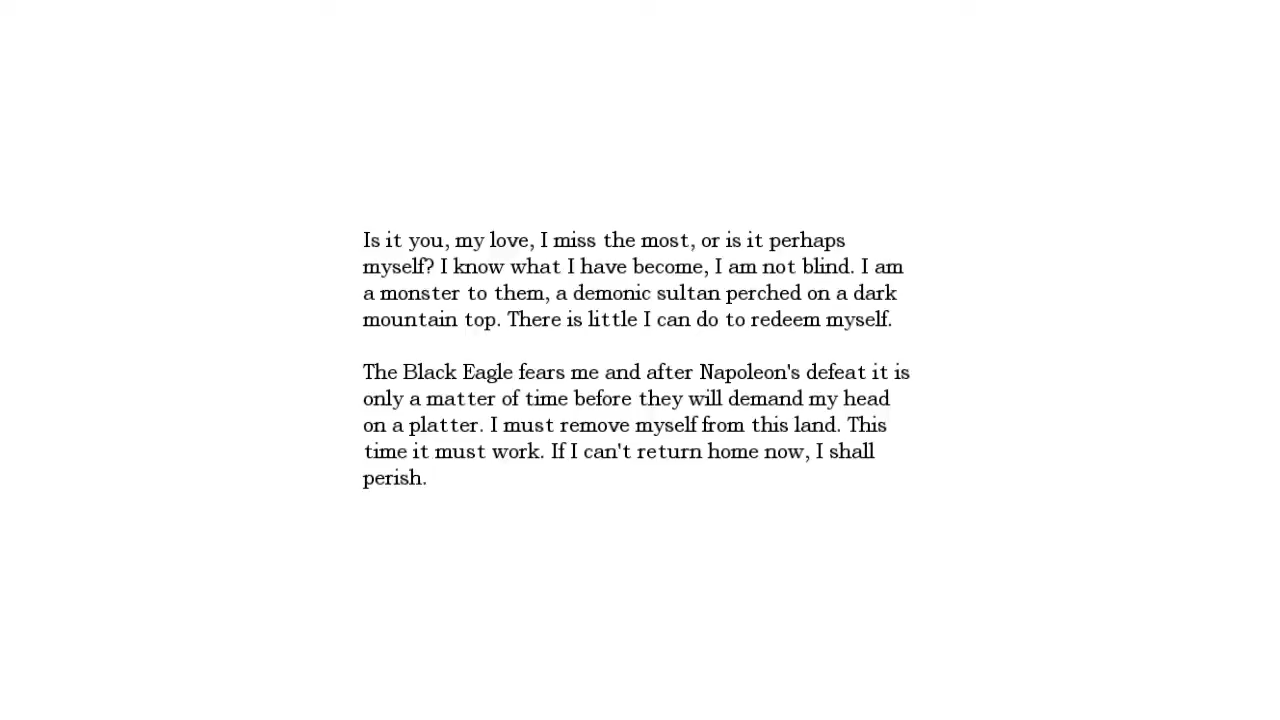 Is it you, my love, I miss the most, or is it perhaps
myself? I know what I have become, I am not blind. I am
a monster to them, a demonic sultan perched on a dark
mountain top. There is little I can do to redeem myself.
The Black Eagle fears me and after Napoleon's defeat it is
only a matter of time before they will demand my head
on a platter. I must remove myself from this land. This
time it must work. If I can't return home now, I shall
perish.